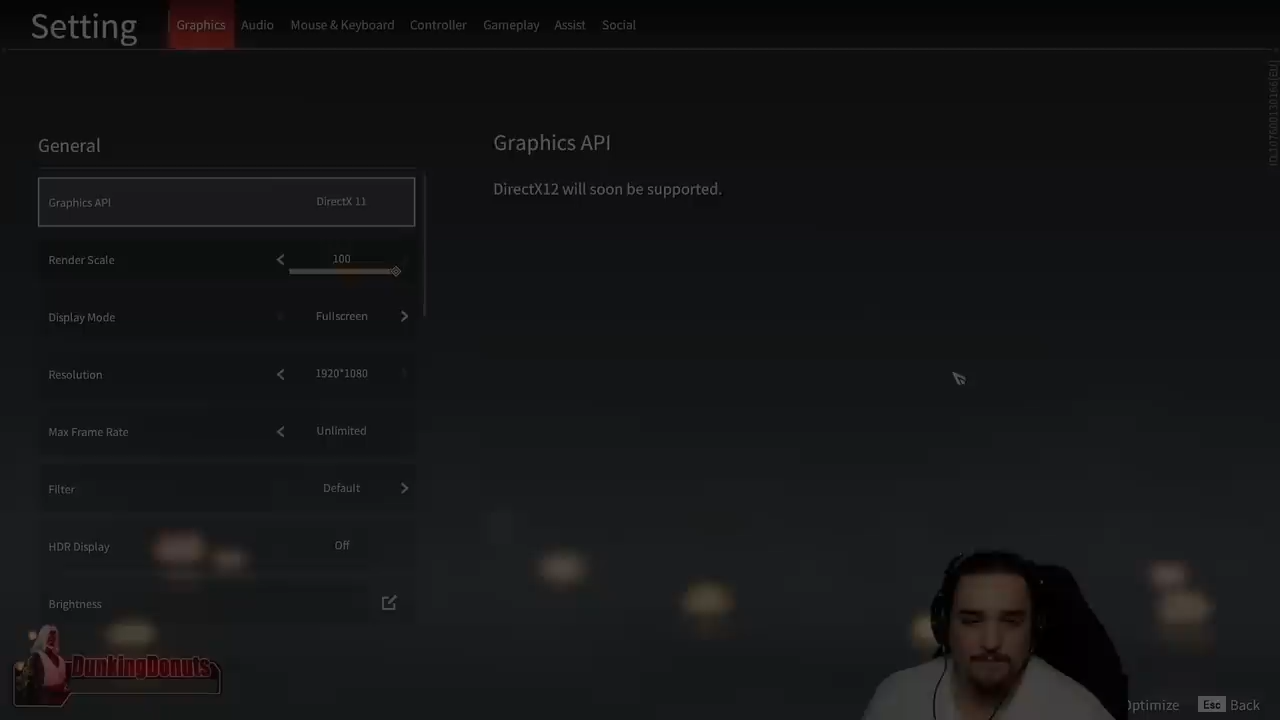 Setting
Graphics Audio Mouse & Keyboard Controller Gameplay Assist Social
General
Graphics API DirectX 11
Render Scale 100
Display Mode Fullscreen
Resolution 1920*1080
Max Frame Rate Unlimited
Filter Default
HDR Display Off
Brightness
Graphics API
DirectX12 will soon be supported.
DunkingDonuts
Optimize Esc Back